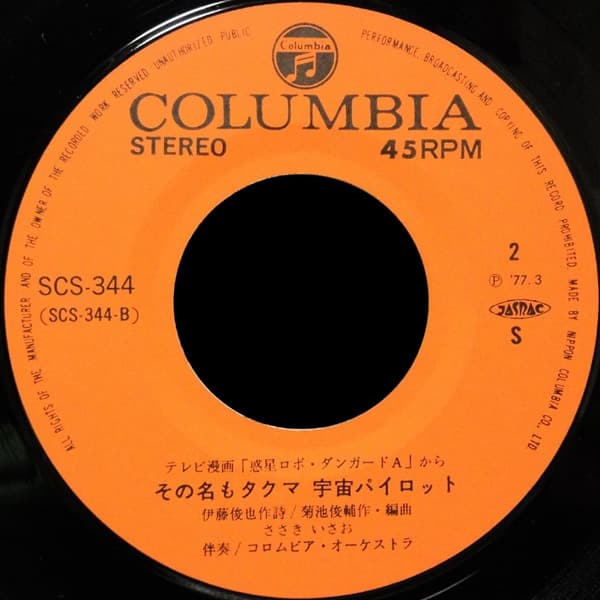 ALL RIGHTS OF THE MANUFACTURER AND OF THE OWNER OF THE RECORDED WORK RESERVED UNAUTHORIZED PUBLIC PERFORMANCE, BROADCASTING AND COPYING OF THIS RECORD PROHIBITED. MADE BY NIPPON COLUMBIA CO., LTD
Columbia
COLUMBIA
STEREO 45RPM
2
SCS-344 Ⓟ '77.3
(SCS-344-B) JASRAC
S
テレビ漫画「惑星ロボ・ダンガードA」から
その名もタクマ 宇宙パイロット
伊藤俊也作詩/菊池俊輔作・編曲
ささき いさお
伴奏/コロムビア・オーケストラ